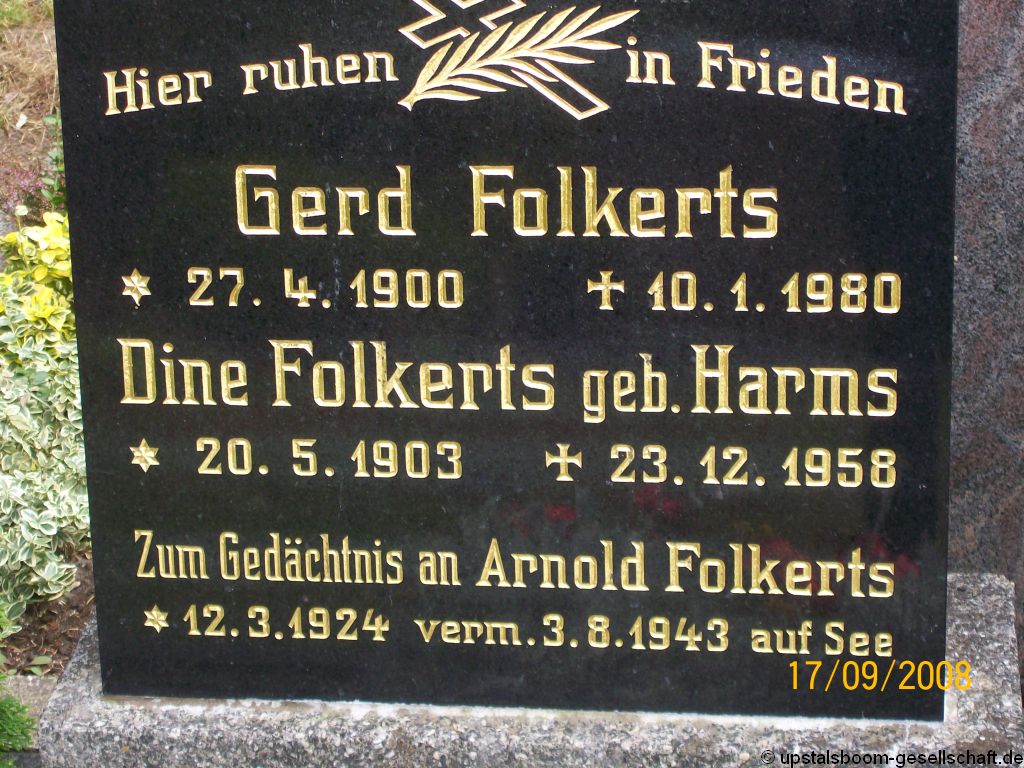 Hier ruhen in Frieden
Gerd Folkerts
* 27. 4. 1900 † 10. 1. 1980
Dine Folkerts geb. Harms
* 20. 5. 1903 † 23. 12. 1958
Zum Gedächtnis an Arnold Folkerts
* 12. 3. 1924 verm. 3. 8. 1943 auf See
17/09/2008
© upstalsboom-gesellschaft.de